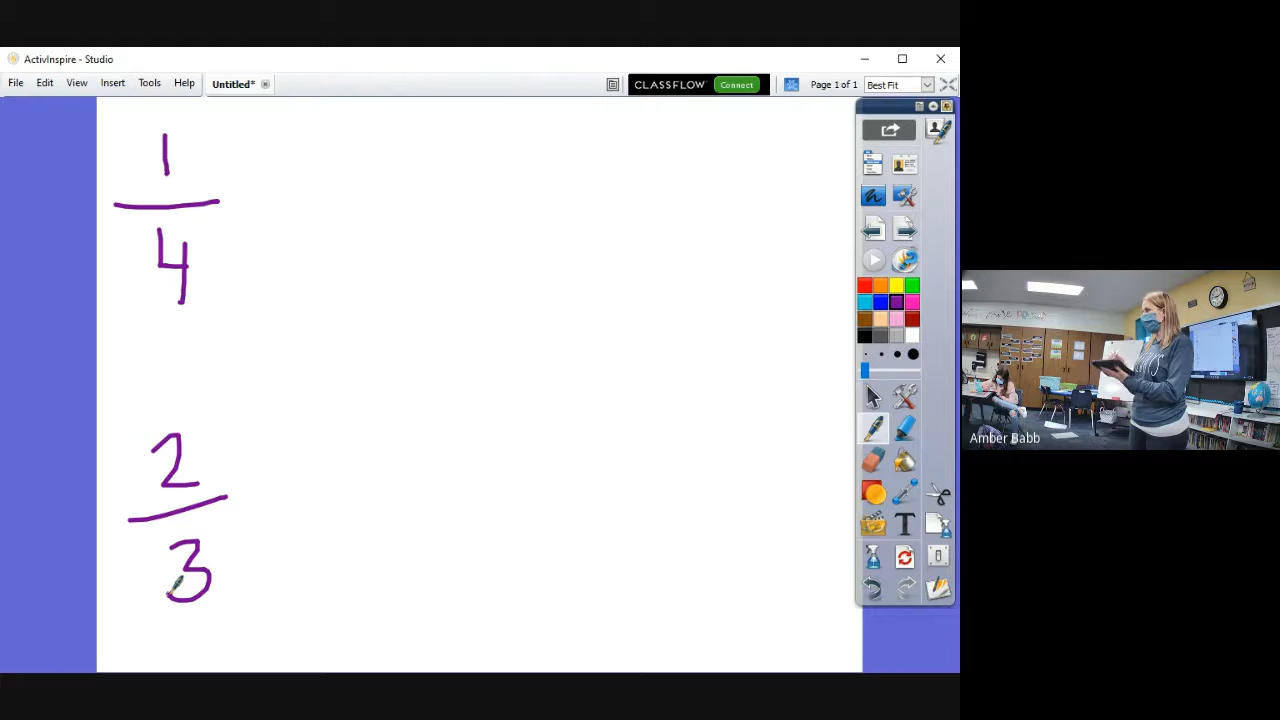 ActivInspire - Studio
File Edit View Insert Tools Help Untitled* CLASSFLOW Connect Page 1 of 1 Best Fit
1
4
2
3
T
Amber Babb